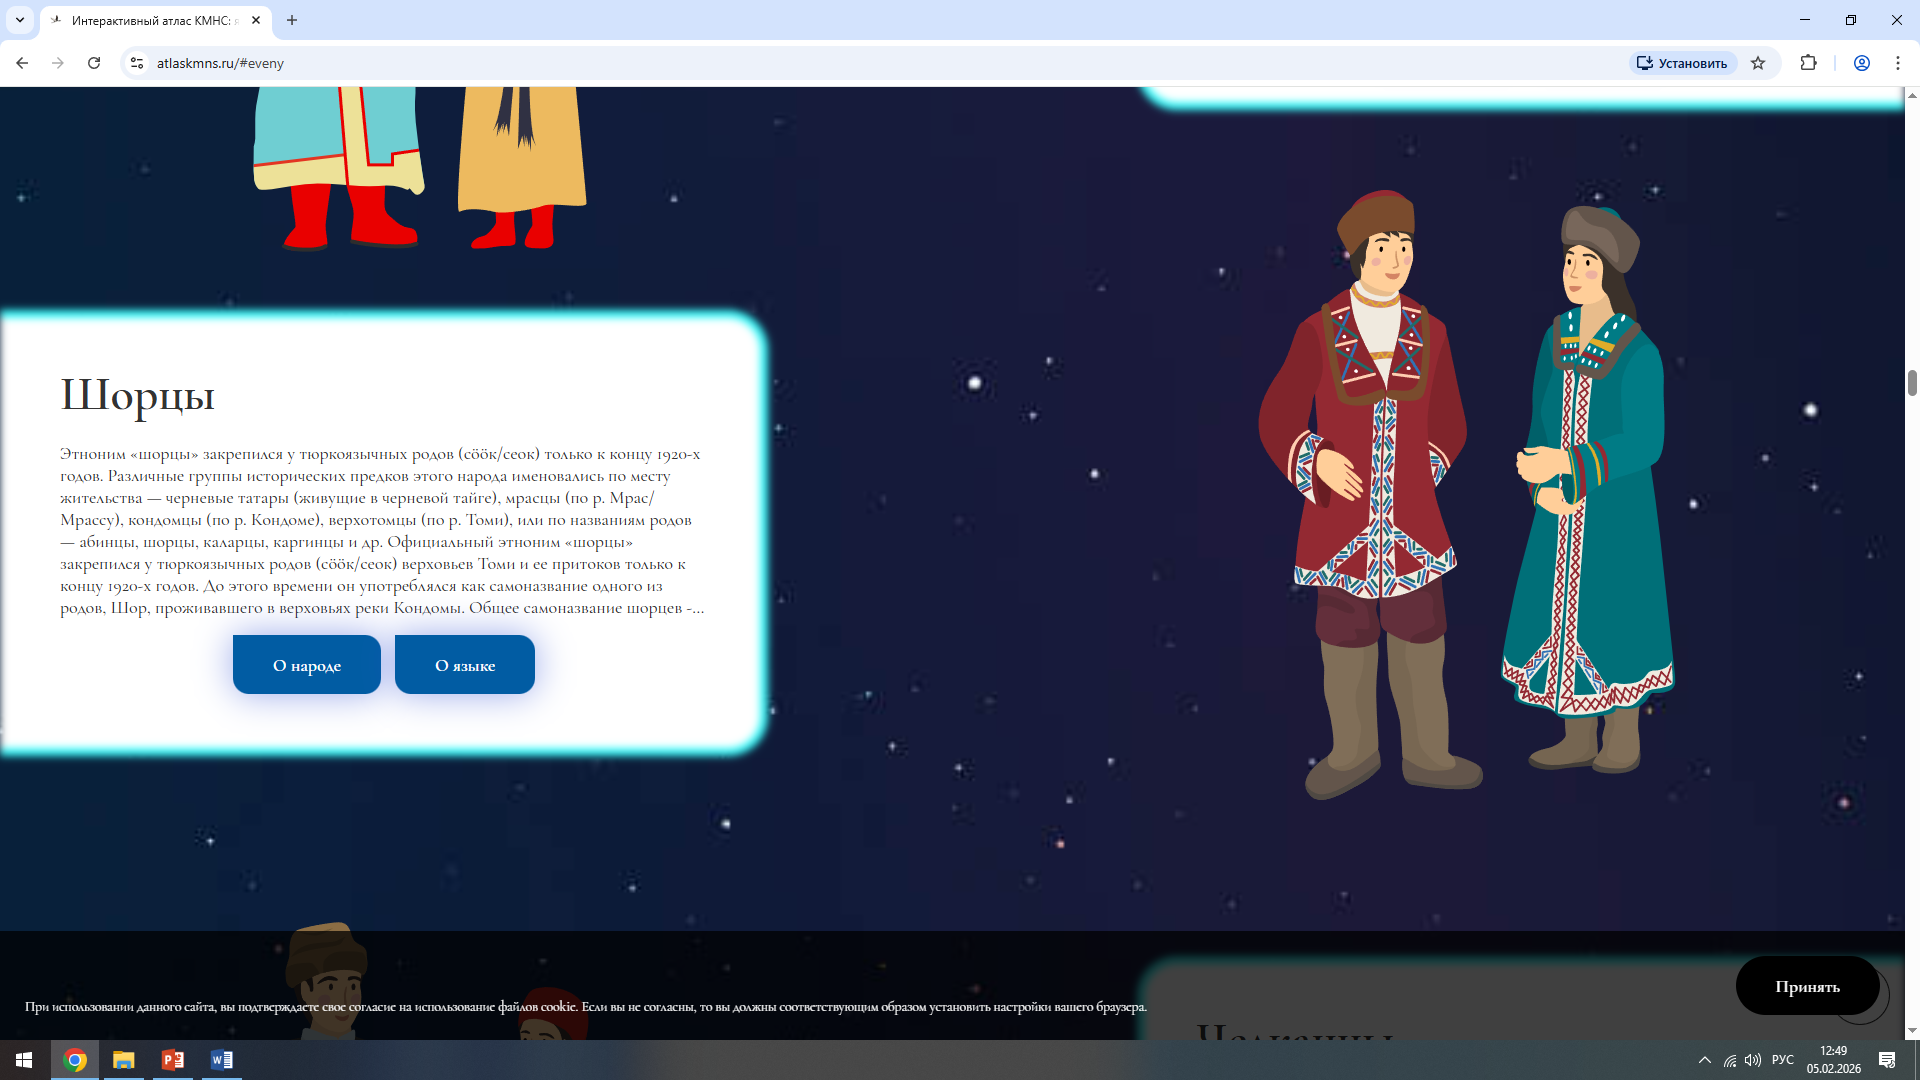 Интерактивный атлас КМНС: я
atlaskmns.ru/#eveny
Установить
Шорцы
Этноним «шорцы» закрепился у тюркоязычных родов (сööк/сеок) только к концу 1920-х
годов. Различные группы исторических предков этого народа именовались по месту
жительства — черневые татары (живущие в черневой тайге), мрасцы (по р. Мрас/
Мрассу), кондомцы (по р. Кондоме), верхотомцы (по р. Томи), или по названиям родов
— абинцы, шорцы, каларцы, каргинцы и др. Официальный этноним «шорцы»
закрепился у тюркоязычных родов (сööк/сеок) верховьев Томи и ее притоков только к
концу 1920-х годов. До этого времени он употреблялся как самоназвание одного из
родов, Шор, проживавшего в верховьях реки Кондомы. Общее самоназвание шорцев -...
О народе
О языке
При использовании данного сайта, вы подтверждаете свое согласие на использование файлов cookie. Если вы не согласны, то вы должны соответствующим образом установить настройки вашего браузера.
Принять
Челканцы
РУС
12:49
05.02.2026